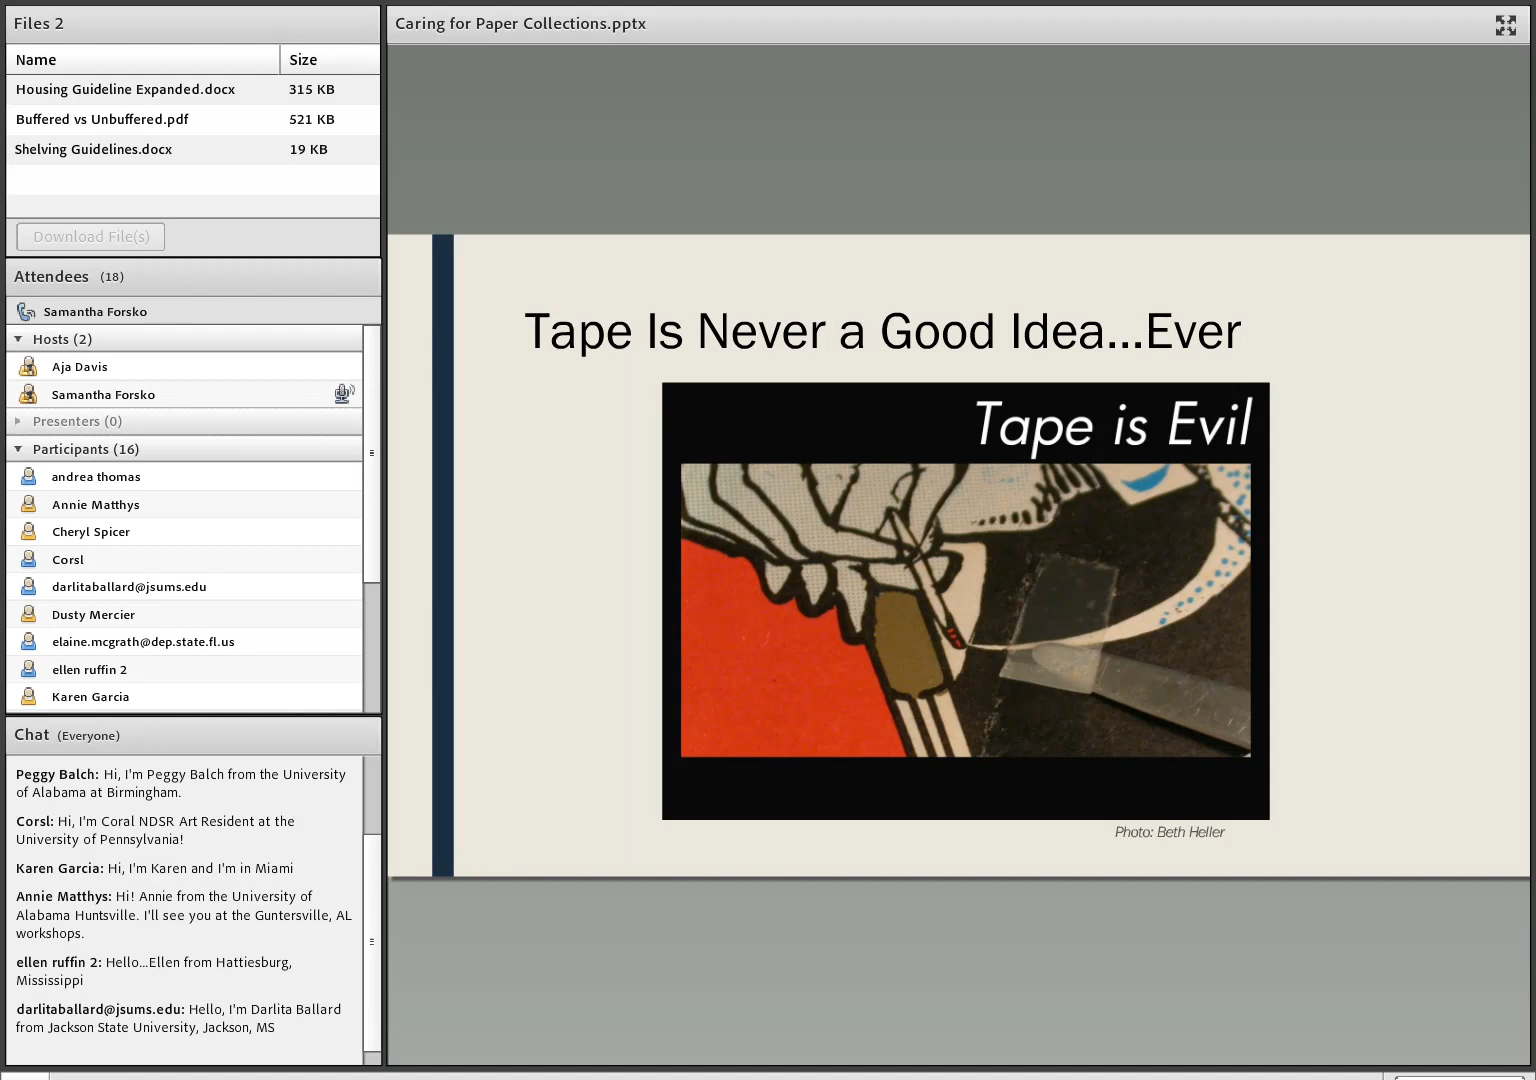 Files 2
Name Size
Housing Guideline Expanded.docx 315 KB
Buffered vs Unbuffered.pdf 521 KB
Shelving Guidelines.docx 19 KB
Download File(s)
Attendees (18)
Samantha Forsko
Hosts (2)
Aja Davis
Samantha Forsko
Presenters (0)
Participants (16)
andrea thomas
Annie Matthys
Cheryl Spicer
Corsl
darlitaballard@jsums.edu
Dusty Mercier
elaine.mcgrath@dep.state.fl.us
ellen ruffin 2
Karen Garcia
Chat (Everyone)
Peggy Balch: Hi, I'm Peggy Balch from the University
of Alabama at Birmingham.
Corsl: Hi, I'm Coral NDSR Art Resident at the
University of Pennsylvania!
Karen Garcia: Hi, I'm Karen and I'm in Miami
Annie Matthys: Hi! Annie from the University of
Alabama Huntsville. I'll see you at the Guntersville, AL
workshops.
ellen ruffin 2: Hello...Ellen from Hattiesburg,
Mississippi
darlitaballard@jsums.edu: Hello, I'm Darlita Ballard
from Jackson State University, Jackson, MS
Caring for Paper Collections.pptx
Tape Is Never a Good Idea...Ever
Tape is Evil
Photo: Beth Heller